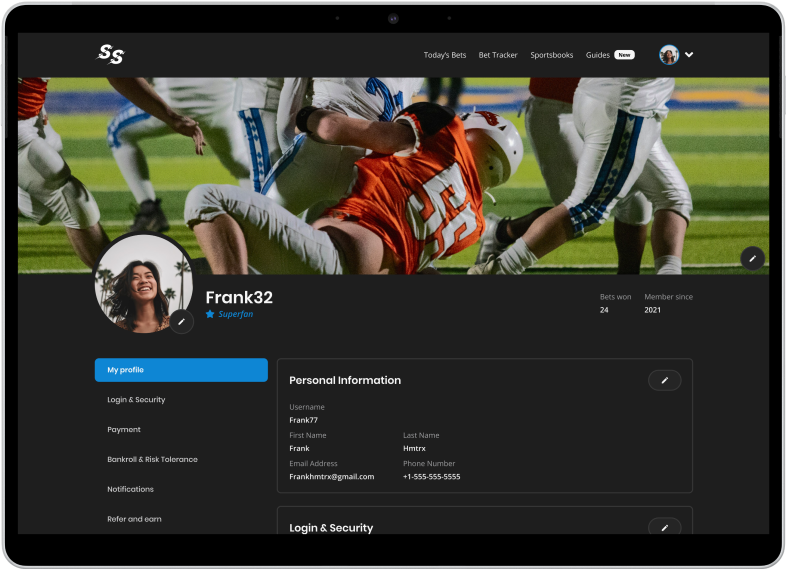 SS
Today's Bets Bet Tracker Sportsbooks Guides New
55
Frank32
Superfan
Bets won Member since
24 2021
My profile
Login & Security
Payment
Bankroll & Risk Tolerance
Notifications
Refer and earn
Personal Information
Username
Frank77
First Name Last Name
Frank Hmtrx
Email Address Phone Number
Frankhmtrx@gmail.com +1-555-555-5555
Login & Security